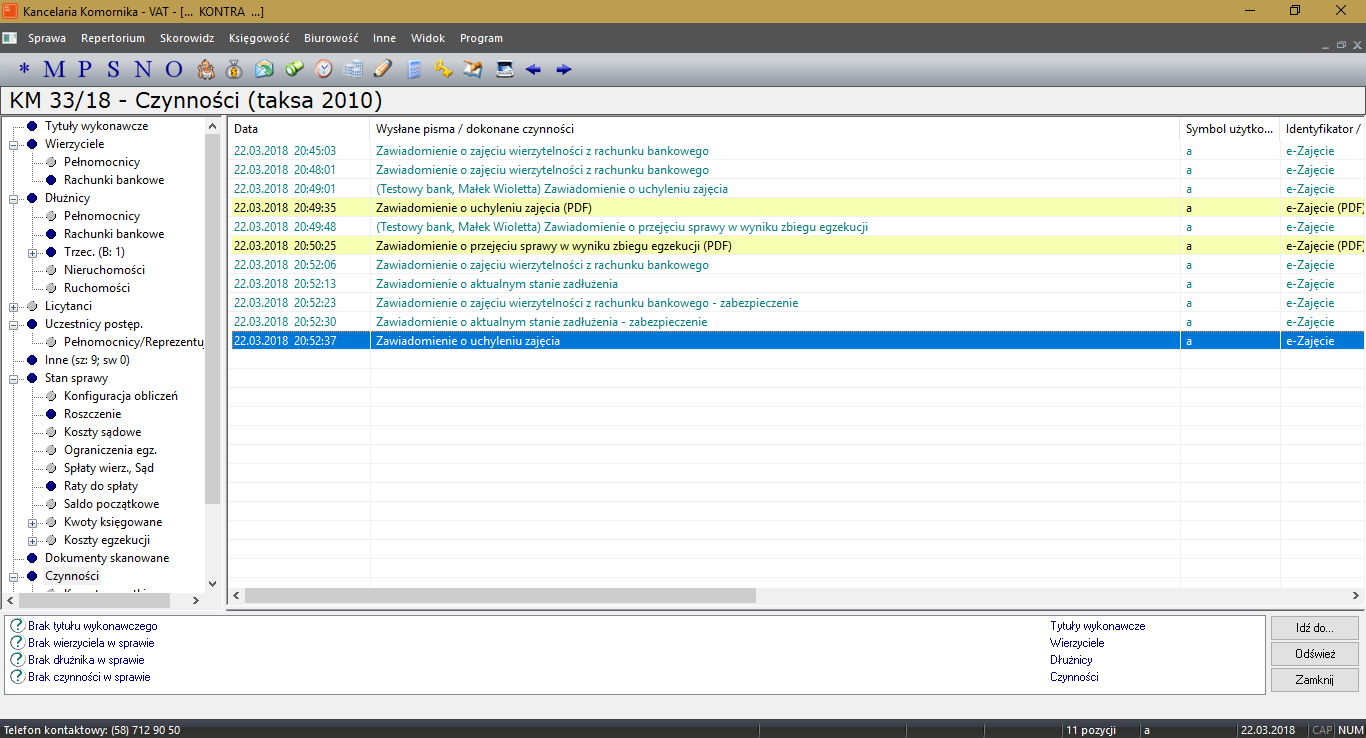 Kancelaria Komornika - VAT - [... KONTRA ...]
Sprawa Repertorium Skorowidz Księgowość Biurowość Inne Widok Program
* M P S N O
KM 33/18 - Czynności (taksa 2010)
Tytuły wykonawcze
Wierzyciele
Pełnomocnicy
Rachunki bankowe
Dłużnicy
Pełnomocnicy
Rachunki bankowe
Trzec. (B: 1)
Nieruchomości
Ruchomości
Licytanci
Uczestnicy postęp.
Pełnomocnicy/Reprezentu
Inne (sz: 9; sw 0)
Stan sprawy
Konfiguracja obliczeń
Roszczenie
Koszty sądowe
Ograniczenia egz.
Spłaty wierz., Sąd
Raty do spłaty
Saldo początkowe
Kwoty księgowane
Koszty egzekucji
Dokumenty skanowane
Czynności
Data Wysłane pisma / dokonane czynności Symbol użytko... Identyfikator /
22.03.2018 20:45:03 Zawiadomienie o zajęciu wierzytelności z rachunku bankowego a e-Zajęcie
22.03.2018 20:48:01 Zawiadomienie o zajęciu wierzytelności z rachunku bankowego a e-Zajęcie
22.03.2018 20:49:01 (Testowy bank, Małek Wioletta) Zawiadomienie o uchyleniu zajęcia a e-Zajęcie
22.03.2018 20:49:35 Zawiadomienie o uchyleniu zajęcia (PDF) a e-Zajęcie (PDF)
22.03.2018 20:49:48 (Testowy bank, Małek Wioletta) Zawiadomienie o przejęciu sprawy w wyniku zbiegu egzekucji a e-Zajęcie
22.03.2018 20:50:25 Zawiadomienie o przejęciu sprawy w wyniku zbiegu egzekucji (PDF) a e-Zajęcie (PDF)
22.03.2018 20:52:06 Zawiadomienie o zajęciu wierzytelności z rachunku bankowego a e-Zajęcie
22.03.2018 20:52:13 Zawiadomienie o aktualnym stanie zadłużenia a e-Zajęcie
22.03.2018 20:52:23 Zawiadomienie o zajęciu wierzytelności z rachunku bankowego - zabezpieczenie a e-Zajęcie
22.03.2018 20:52:30 Zawiadomienie o aktualnym stanie zadłużenia - zabezpieczenie a e-Zajęcie
22.03.2018 20:52:37 Zawiadomienie o uchyleniu zajęcia a e-Zajęcie
Brak tytułu wykonawczego Tytuły wykonawcze
Brak wierzyciela w sprawie Wierzyciele
Brak dłużnika w sprawie Dłużnicy
Brak czynności w sprawie Czynności
Idź do...
Odśwież
Zamknij
Telefon kontaktowy: (58) 712 90 50 11 pozycji a 22.03.2018 CAP NUM